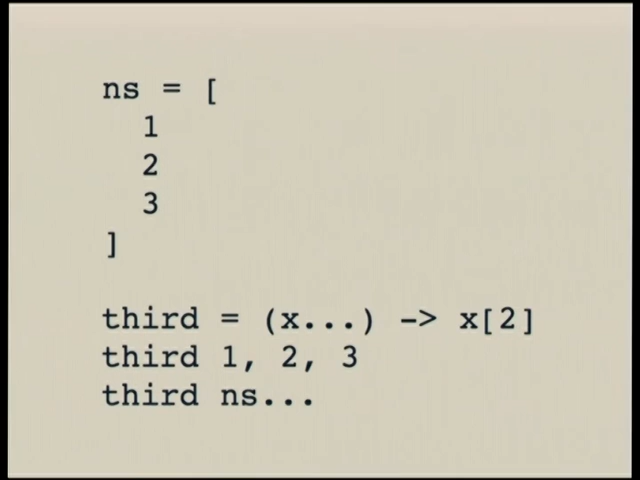 ns = [
  1
  2
  3
]

third = (x...) -> x[2]
third 1, 2, 3
third ns...